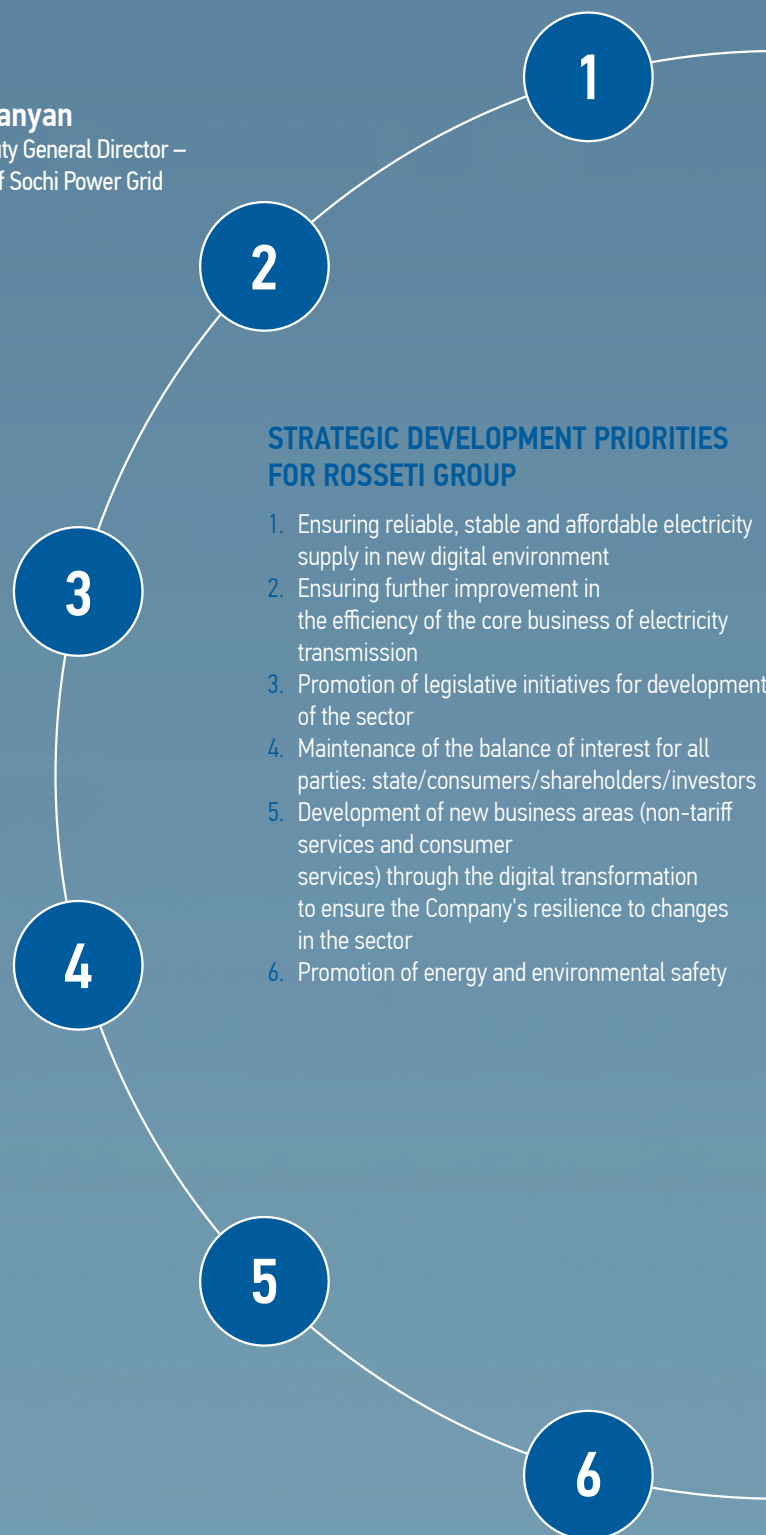 1
anyan
ty General Director –
f Sochi Power Grid
2
STRATEGIC DEVELOPMENT PRIORITIES
FOR ROSSETI GROUP
1. Ensuring reliable, stable and affordable electricity
supply in new digital environment
2. Ensuring further improvement in
the efficiency of the core business of electricity
transmission
3. Promotion of legislative initiatives for development
of the sector
4. Maintenance of the balance of interest for all
parties: state/consumers/shareholders/investors
5. Development of new business areas (non-tariff
services and consumer
services) through the digital transformation
to ensure the Company's resilience to changes
in the sector
6. Promotion of energy and environmental safety
3
4
5
6